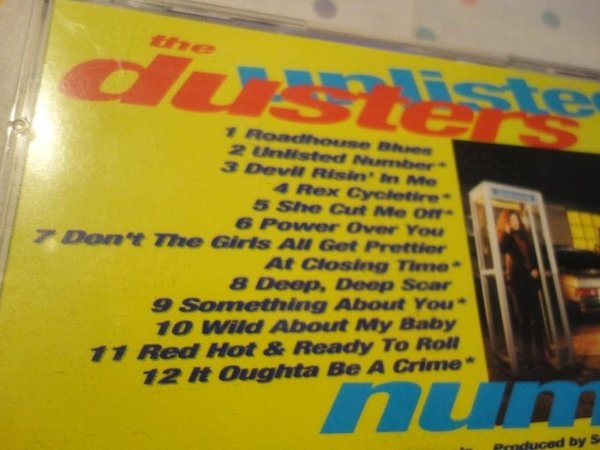 the
unlisted
dusters
1 Roadhouse Blues
2 Unlisted Number*
3 Devil Risin' In Me
4 Rex Cycletire*
5 She Cut Me Off*
6 Power Over You
7 Don't The Girls All Get Prettier
At Closing Time*
8 Deep, Deep Scar
9 Something About You*
10 Wild About My Baby
11 Red Hot & Ready To Roll
12 It Oughta Be A Crime*
num
Produced by S